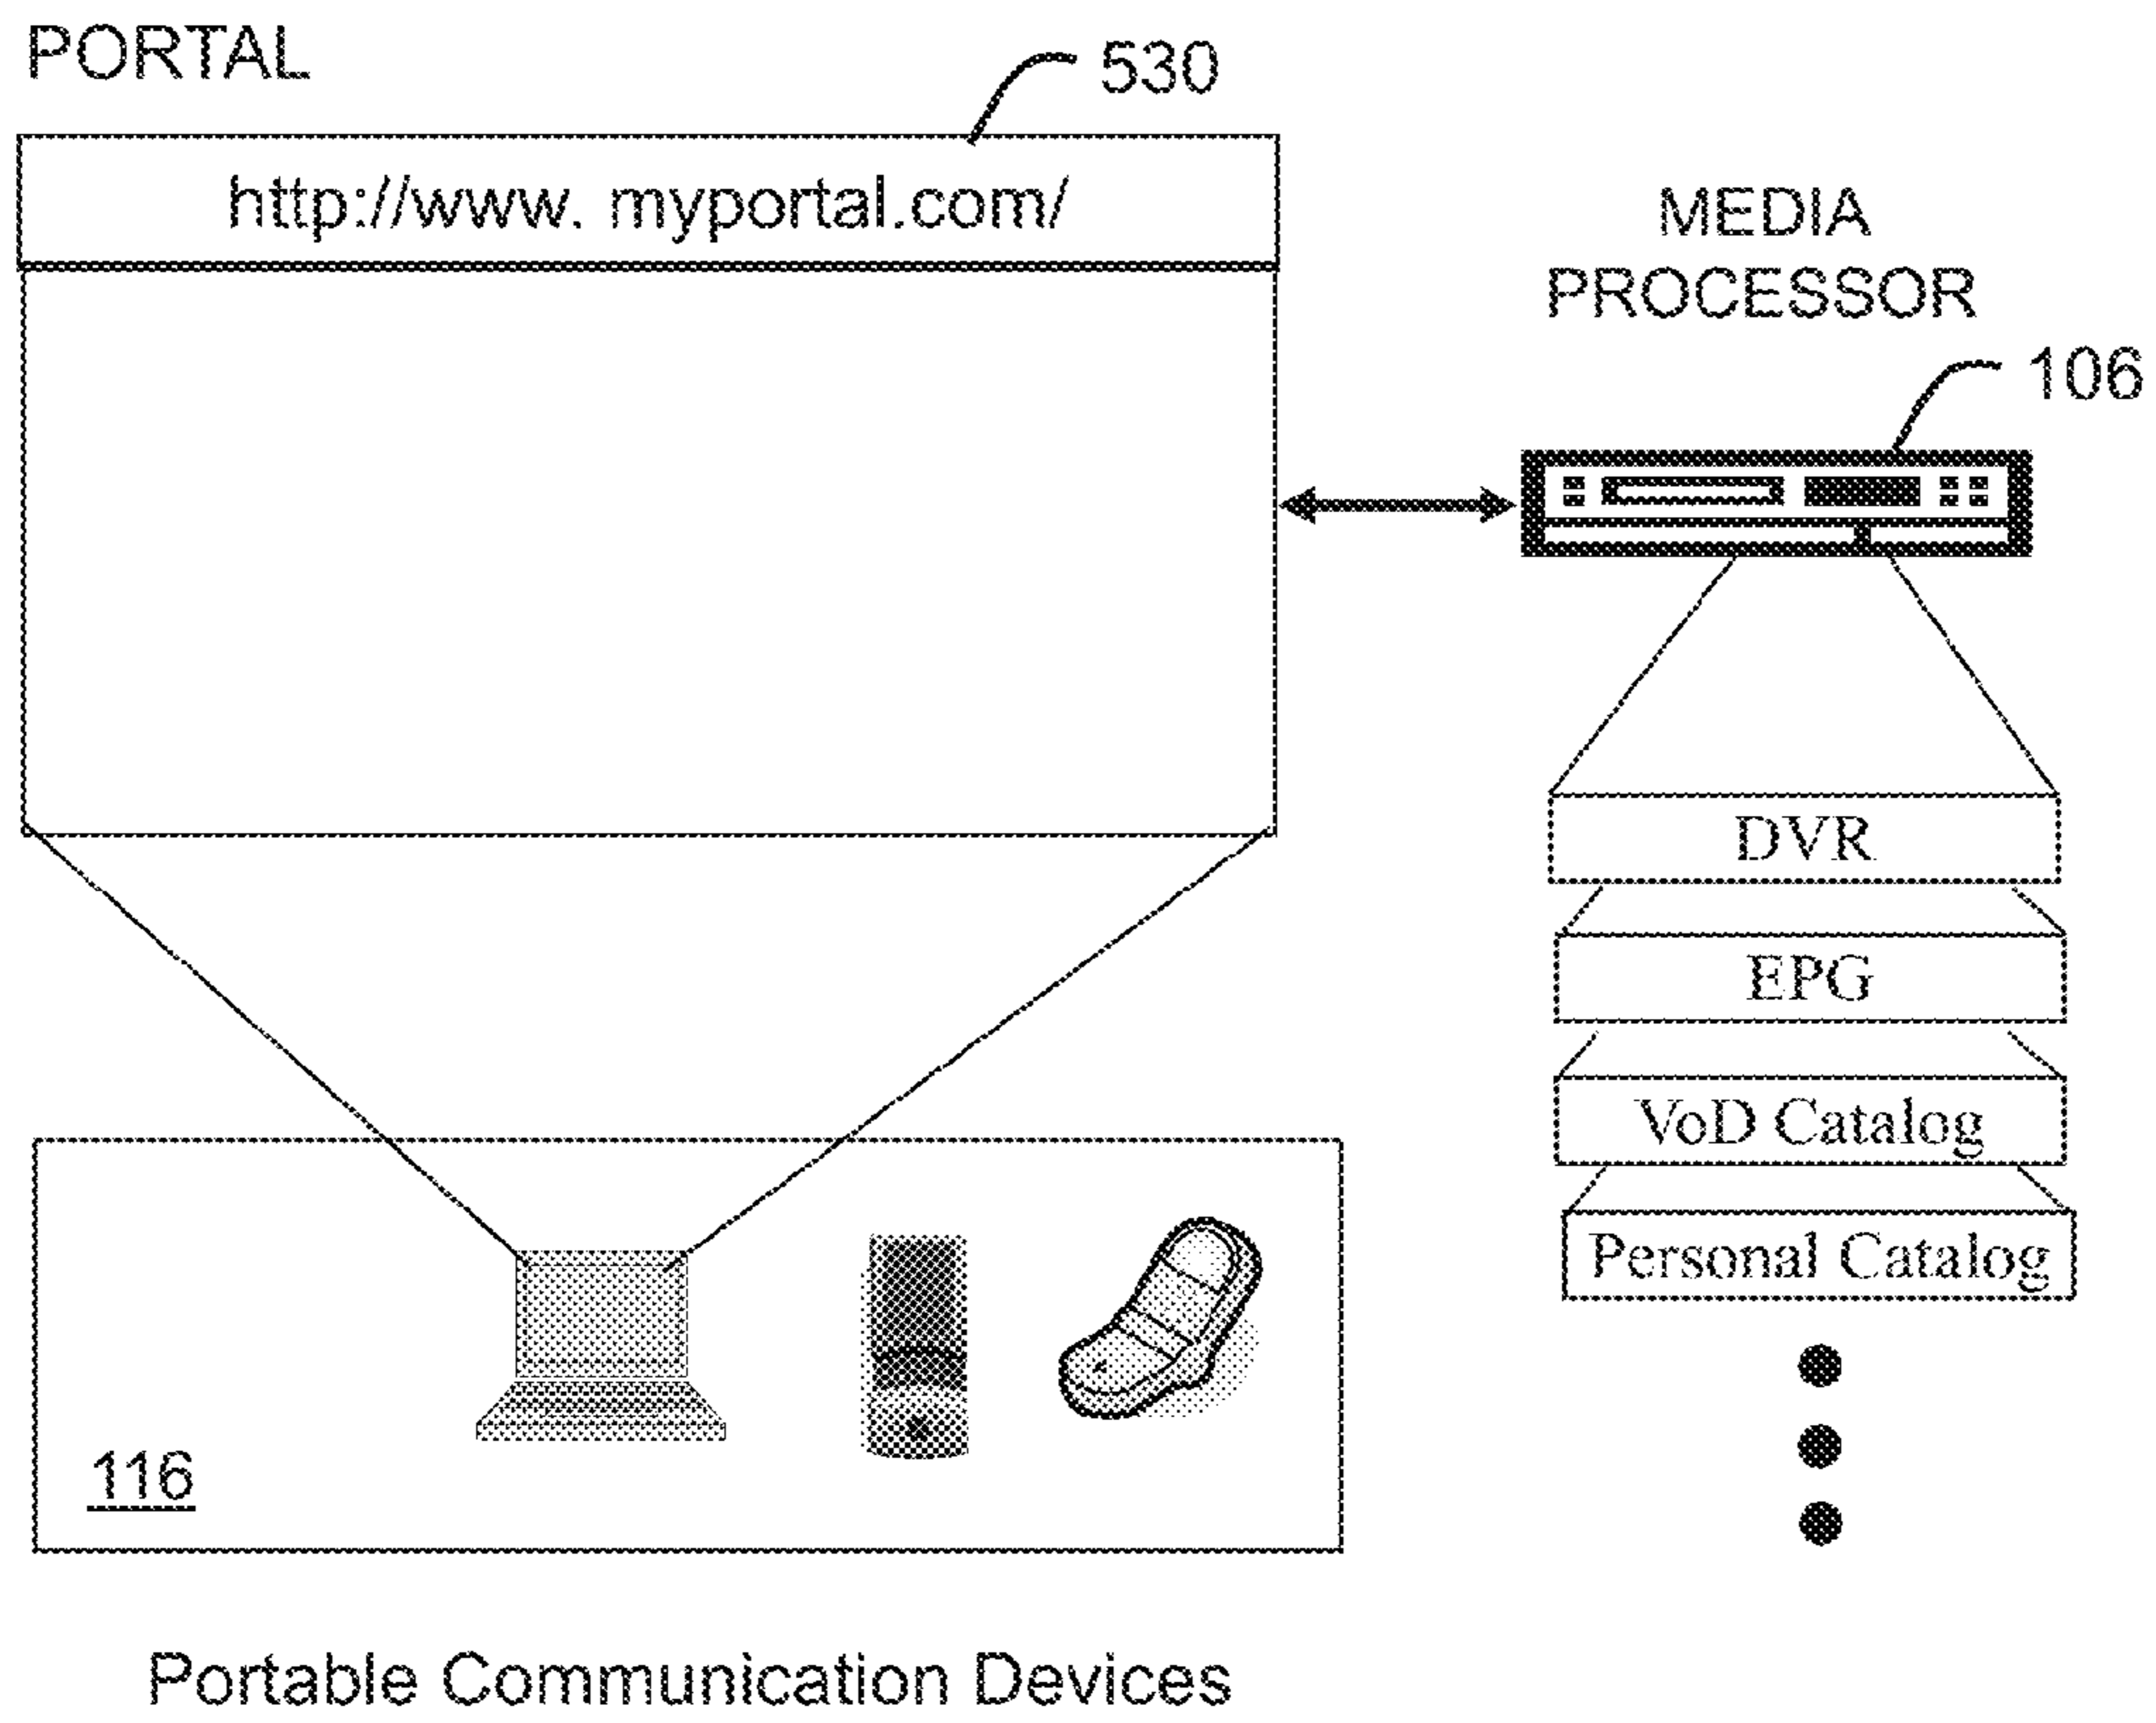 PORTAL
530
http://www. myportal.com/
MEDIA
PROCESSOR
106
DVR
EPG
VoD Catalog
Personal Catalog
116
Portable Communication Devices